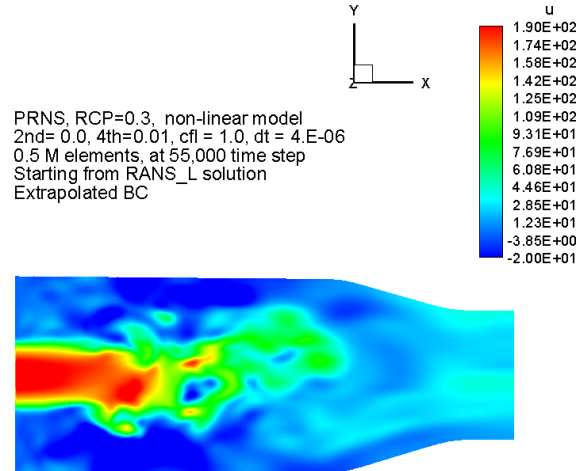 Y
Z
X
PRNS, RCP=0.3, non-linear model
2nd= 0.0, 4th=0.01, cfl = 1.0, dt = 4.E-06
0.5 M elements, at 55,000 time step
Starting from RANS_L solution
Extrapolated BC
u
1.90E+02
1.74E+02
1.58E+02
1.42E+02
1.25E+02
1.09E+02
9.31E+01
7.69E+01
6.08E+01
4.46E+01
2.85E+01
1.23E+01
-3.85E+00
-2.00E+01